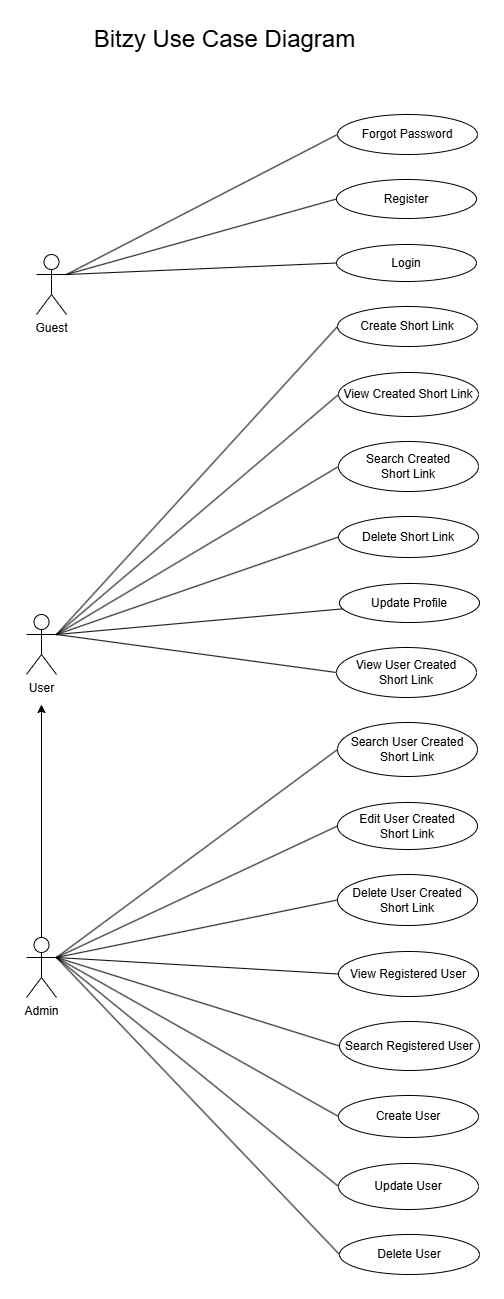 Bitzy Use Case Diagram
Forgot Password
Register
Login
Guest
Create Short Link
View Created Short Link
Search Created
Short Link
Delete Short Link
Update Profile
View User Created
Short Link
User
Search User Created
Short Link
Edit User Created
Short Link
Delete User Created
Short Link
View Registered User
Admin
Search Registered User
Create User
Update User
Delete User